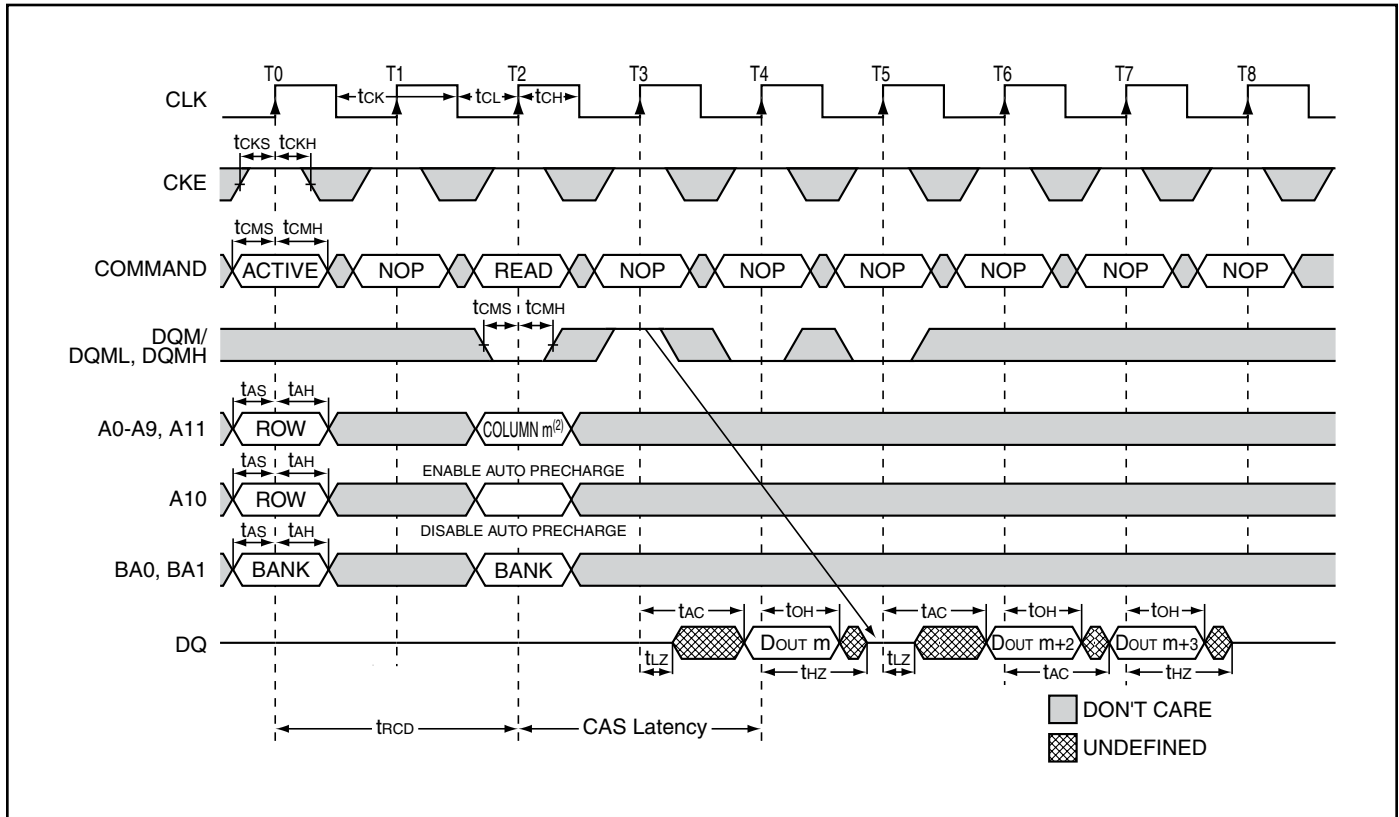 T0 T1 T2 T3 T4 T5 T6 T7 T8
CLK
tCK tCL tCH
tCKS tCKH
CKE
tCMS tCMH
COMMAND ACTIVE NOP READ NOP NOP NOP NOP NOP NOP
tCMS tCMH
DQM/
DQML, DQMH
tAS tAH
A0-A9, A11 ROW COLUMN m(2)
tAS tAH ENABLE AUTO PRECHARGE
A10 ROW
tAS tAH DISABLE AUTO PRECHARGE
BA0, BA1 BANK BANK
tAC tOH tAC tOH tOH
DQ DOUT m DOUT m+2 DOUT m+3
tLZ tHZ tLZ tAC tHZ
tRCD CAS Latency
DON'T CARE
UNDEFINED